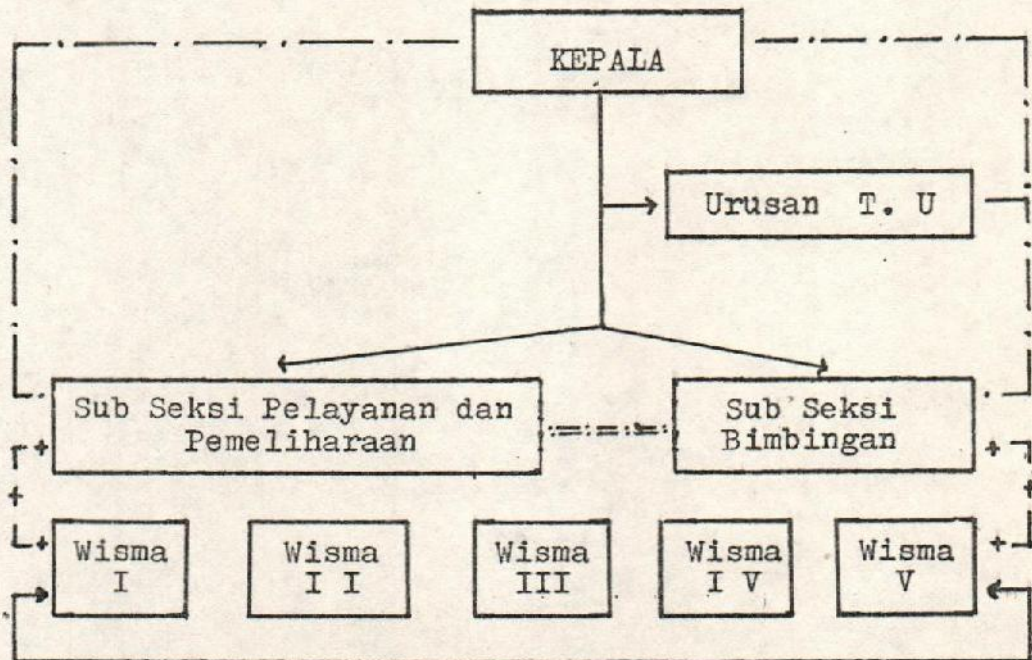 KEPALA
Urusan T. U
Sub Seksi Pelayanan dan
Pemeliharaan
Sub Seksi
Bimbingan
Wisma
I
Wisma
I I
Wisma
III
Wisma
I V
Wisma
V